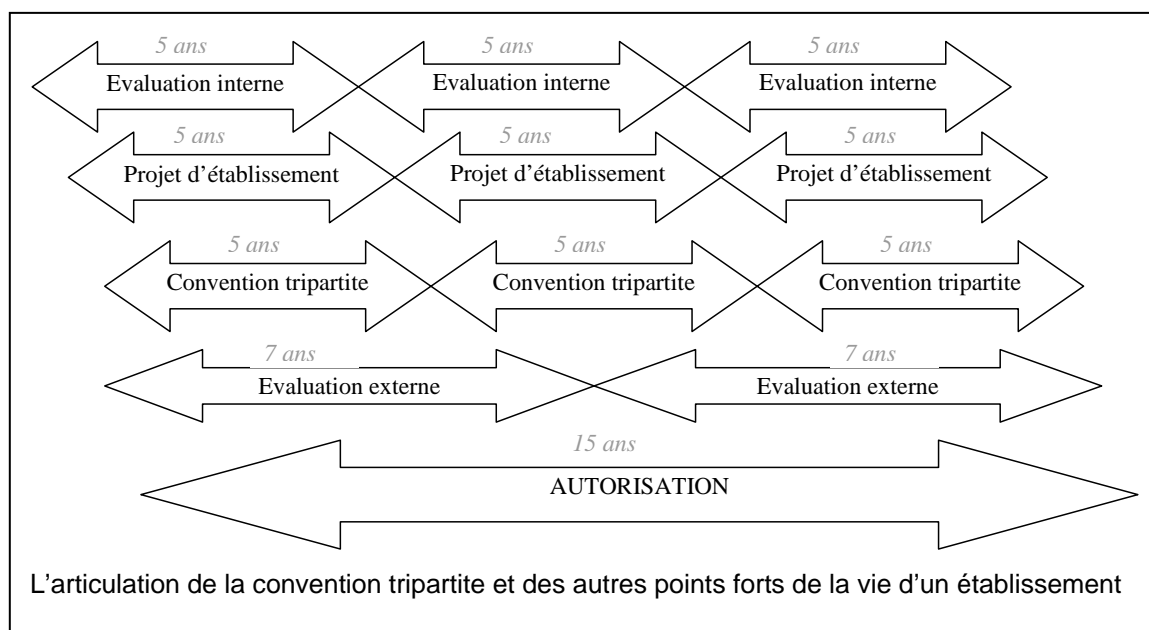 5 ans 5 ans 5 ans
Evaluation interne Evaluation interne Evaluation interne
5 ans 5 ans 5 ans
Projet d’établissement Projet d’établissement Projet d’établissement
5 ans 5 ans 5 ans
Convention tripartite Convention tripartite Convention tripartite
7 ans 7 ans
Evaluation externe Evaluation externe
15 ans
AUTORISATION
L’articulation de la convention tripartite et des autres points forts de la vie d’un établissement